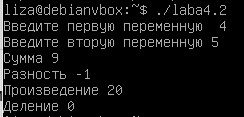 liza@debianvbox:~$ ./laba4.2
Введите первую переменную  4
Введите вторую переменную 5
Сумма 9
Разность -1
Произведение 20
Деление 0